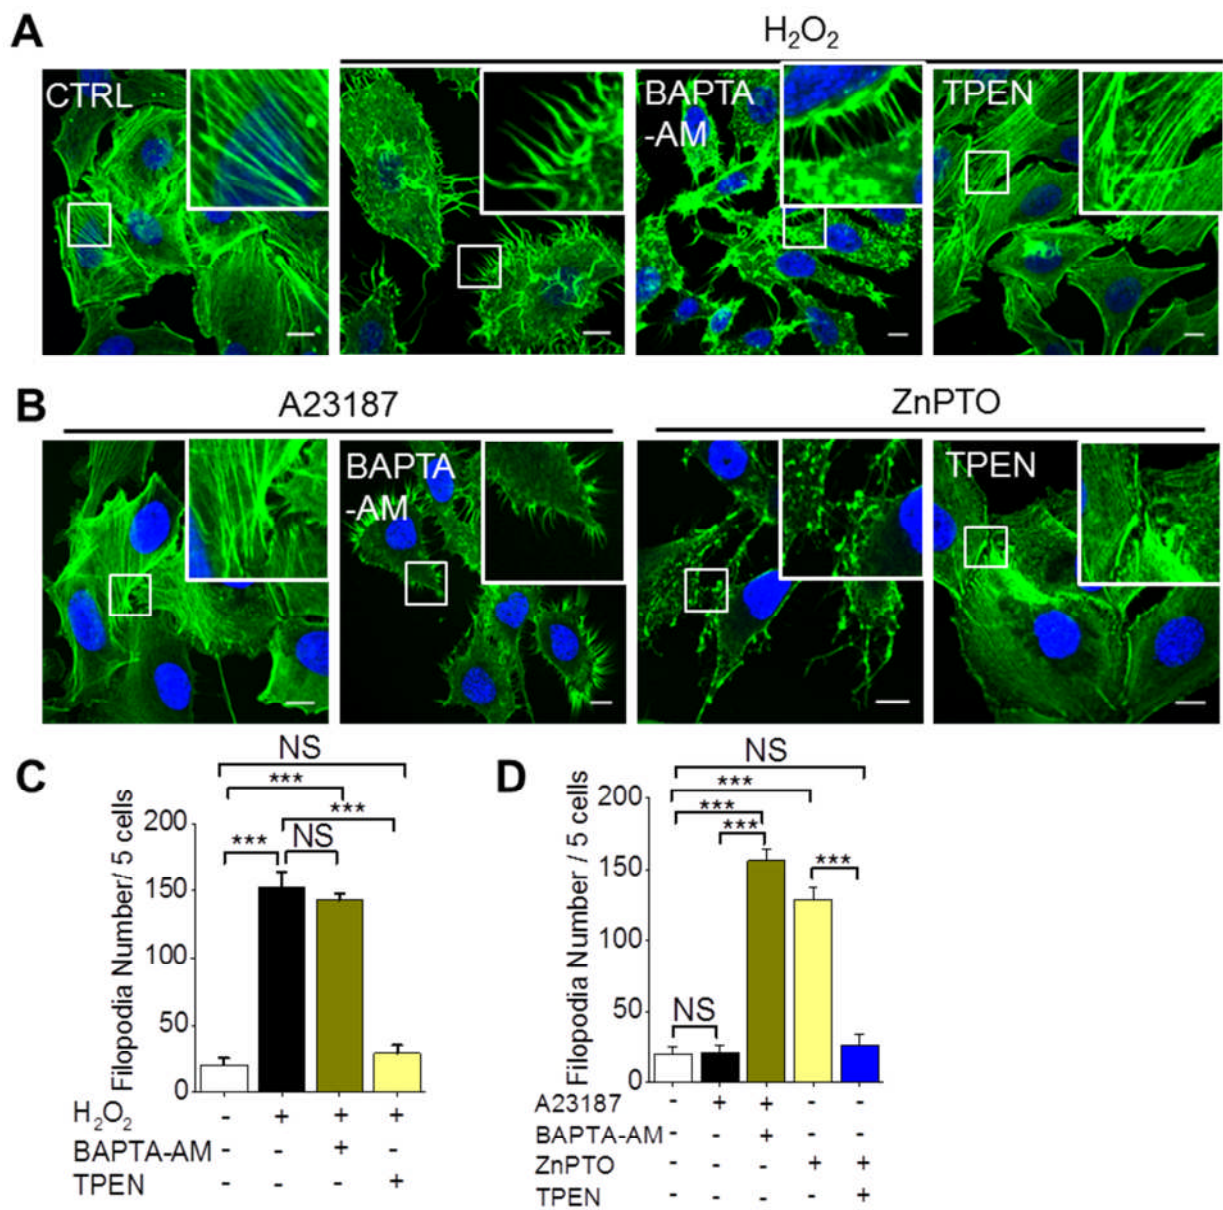 A
H₂O₂
CTRL
BAPTA
-AM
TPEN
B
A23187
ZnPTO
BAPTA
-AM
TPEN
C
NS
***
***
*** NS
Filopodia Number/ 5 cells
200
150
100
50
0
H₂O₂ - + + +
BAPTA-AM - - + -
TPEN - - - +
D
NS
***
***
*** ***
NS
Filopodia Number / 5 cells
200
150
100
50
0
A23187 - + + - -
BAPTA-AM - - + - -
ZnPTO - - - + +
TPEN - - - - +